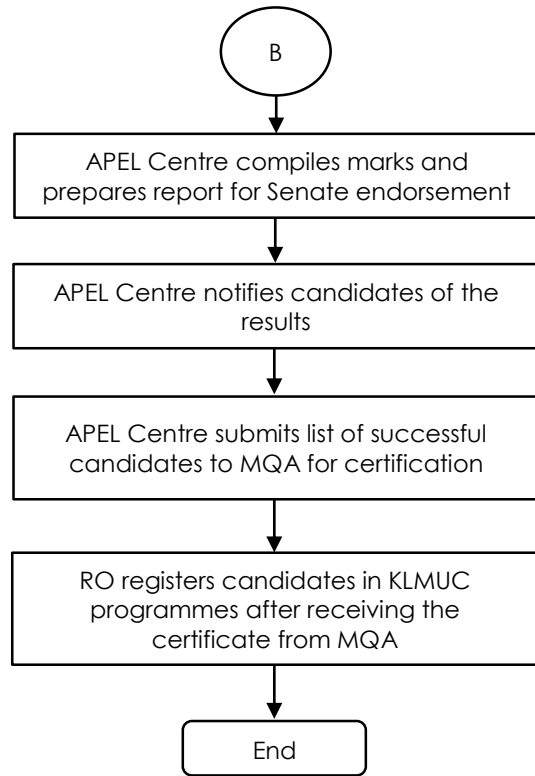 B
APEL Centre compiles marks and
prepares report for Senate endorsement
APEL Centre notifies candidates of the
results
APEL Centre submits list of successful
candidates to MQA for certification
RO registers candidates in KLMUC
programmes after receiving the
certificate from MQA
End